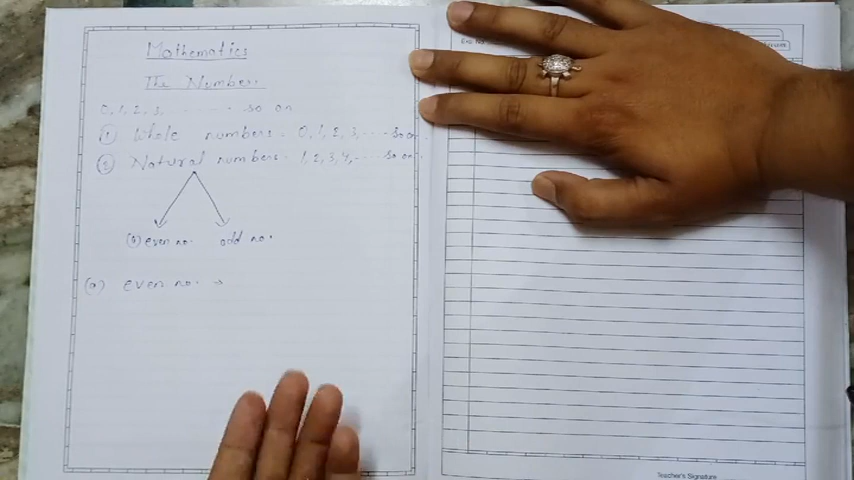 Mathematics
The Numbers
0, 1, 2, 3, ........ so on
① Whole numbers - 0, 1, 2, 3, .... so on
② Natural numbers - 1, 2, 3, 4, ..... so on
(a) even no. odd no.
(a) even no. →
Teacher's Signature